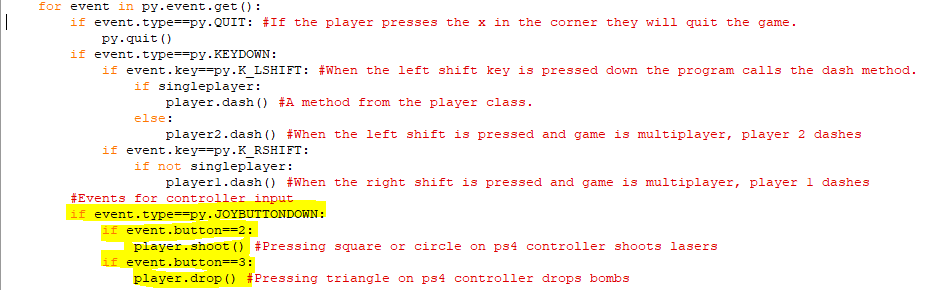 for event in py.event.get():
if event.type==py.QUIT: #If the player presses the x in the corner they will quit the game.
py.quit()
if event.type==py.KEYDOWN:
if event.key==py.K_LSHIFT: #When the left shift key is pressed down the program calls the dash method.
if singleplayer:
player.dash() #A method from the player class.
else:
player2.dash() #When the left shift is pressed and game is multiplayer, player 2 dashes
if event.key==py.K_RSHIFT:
if not singleplayer:
player1.dash() #When the right shift is pressed and game is multiplayer, player 1 dashes
#Events for controller input
if event.type==py.JOYBUTTONDOWN:
if event.button==2:
player.shoot() #Pressing square or circle on ps4 controller shoots lasers
if event.button==3:
player.drop() #Pressing triangle on ps4 controller drops bombs